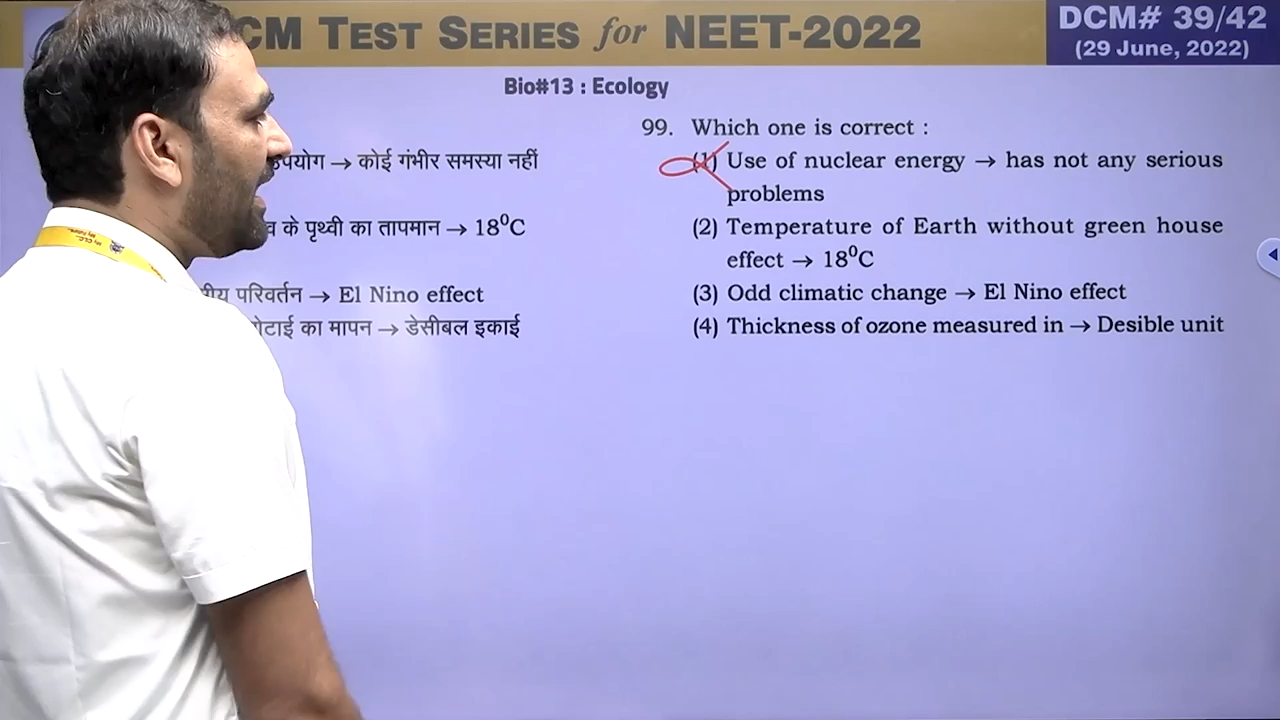 CM TEST SERIES for NEET-2022
DCM# 39/42
(29 June, 2022)
Bio#13 : Ecology
→ कोई गंभीर समस्या नहीं
के पृथ्वी का तापमान → 18⁰C
परिवर्तन → El Nino effect
का मापन → डेसीबल इकाई
99. Which one is correct :
(1) Use of nuclear energy → has not any serious
problems
(2) Temperature of Earth without green house
effect → 18⁰C
(3) Odd climatic change → El Nino effect
(4) Thickness of ozone measured in → Desible unit